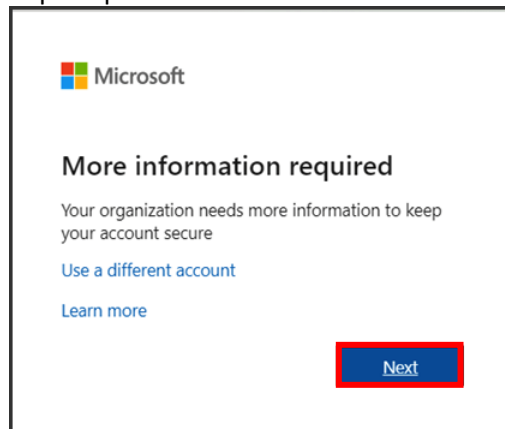 Microsoft
More information required
Your organization needs more information to keep
your account secure
Use a different account
Learn more
Next